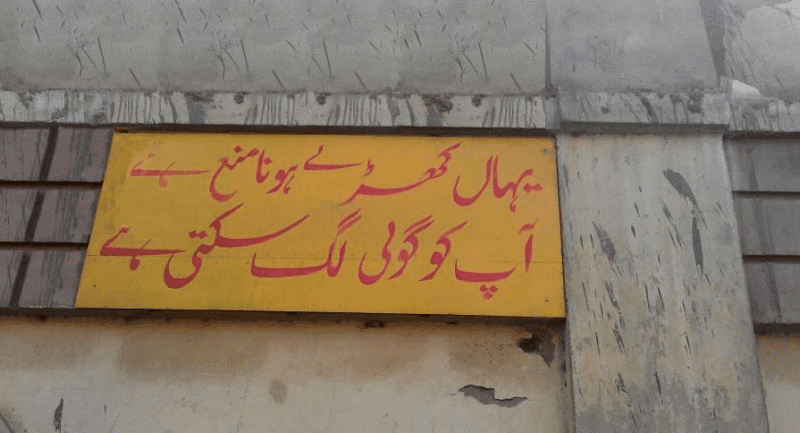 یہاں کھڑے ہونا منع ہے
آپ کو گولی لگ سکتی ہے